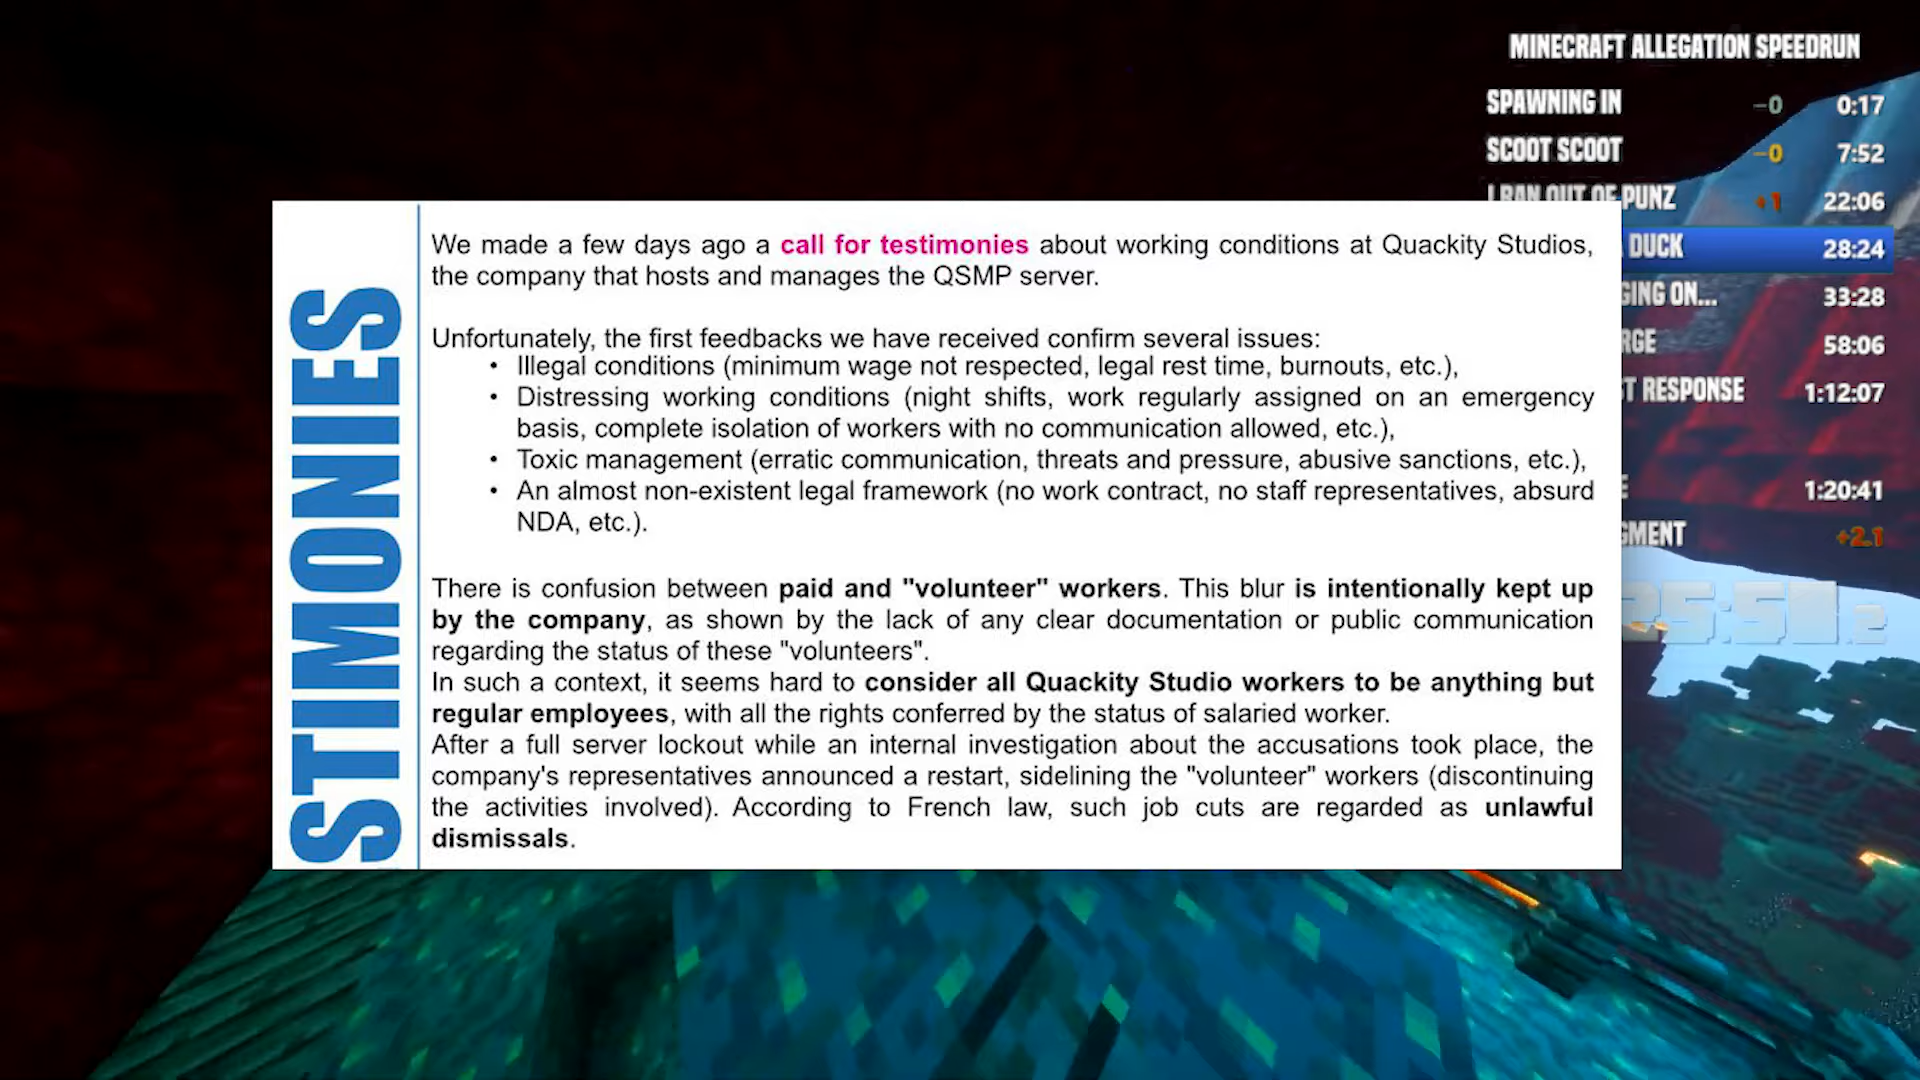 MINECRAFT ALLEGATION SPEEDRUN
SPAWNING IN -0 0:17
SCOOT SCOOT -0 7:52
I RAN OUT OF PUNZ +1 22:06
DUCK 28:24
GING ON... 33:28
RGE 58:06
T RESPONSE 1:12:07
E 1:20:41
GMENT +2.1
STIMONIES
We made a few days ago a call for testimonies about working conditions at Quackity Studios,
the company that hosts and manages the QSMP server.
Unfortunately, the first feedbacks we have received confirm several issues:
• Illegal conditions (minimum wage not respected, legal rest time, burnouts, etc.),
• Distressing working conditions (night shifts, work regularly assigned on an emergency
basis, complete isolation of workers with no communication allowed, etc.),
• Toxic management (erratic communication, threats and pressure, abusive sanctions, etc.),
• An almost non-existent legal framework (no work contract, no staff representatives, absurd
NDA, etc.).
There is confusion between paid and "volunteer" workers. This blur is intentionally kept up
by the company, as shown by the lack of any clear documentation or public communication
regarding the status of these "volunteers".
In such a context, it seems hard to consider all Quackity Studio workers to be anything but
regular employees, with all the rights conferred by the status of salaried worker.
After a full server lockout while an internal investigation about the accusations took place, the
company's representatives announced a restart, sidelining the "volunteer" workers (discontinuing
the activities involved). According to French law, such job cuts are regarded as unlawful
dismissals.